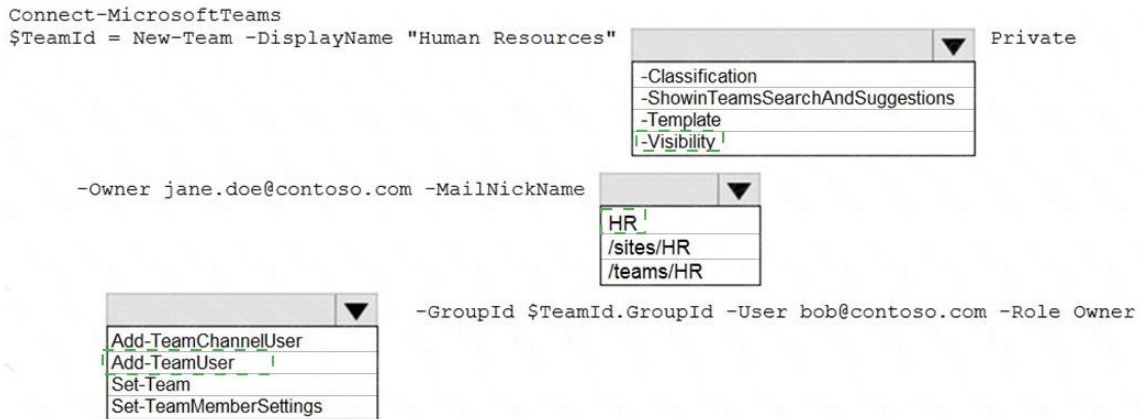 Connect-MicrosoftTeams
$TeamId = New-Team -DisplayName "Human Resources" Private
-Classification
-ShowinTeamsSearchAndSuggestions
-Template
-Visibility
-Owner jane.doe@contoso.com -MailNickName
HR
/sites/HR
/teams/HR
-GroupId $TeamId.GroupId -User bob@contoso.com -Role Owner
Add-TeamChannelUser
Add-TeamUser
Set-Team
Set-TeamMemberSettings